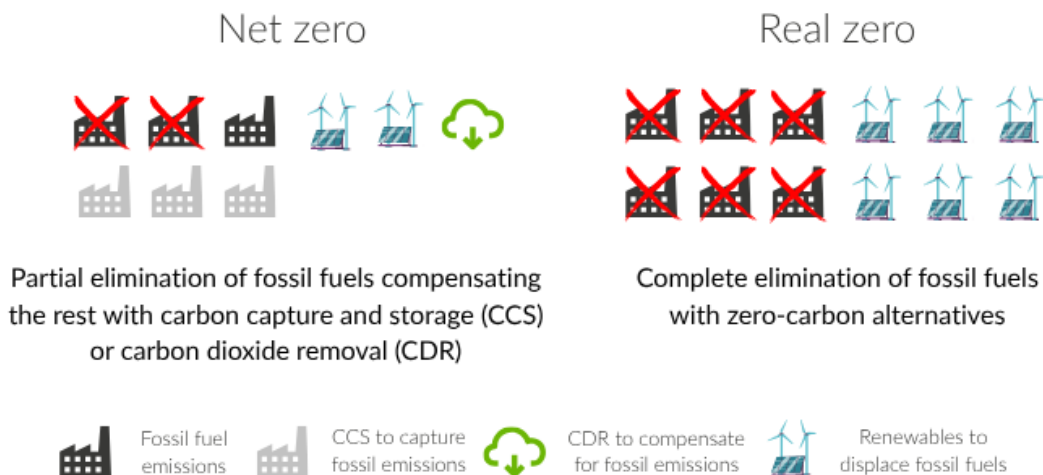 Net zero
Real zero
Partial elimination of fossil fuels compensating
the rest with carbon capture and storage (CCS)
or carbon dioxide removal (CDR)
Complete elimination of fossil fuels
with zero-carbon alternatives
Fossil fuel
emissions
CCS to capture
fossil emissions
CDR to compensate
for fossil emissions
Renewables to
displace fossil fuels